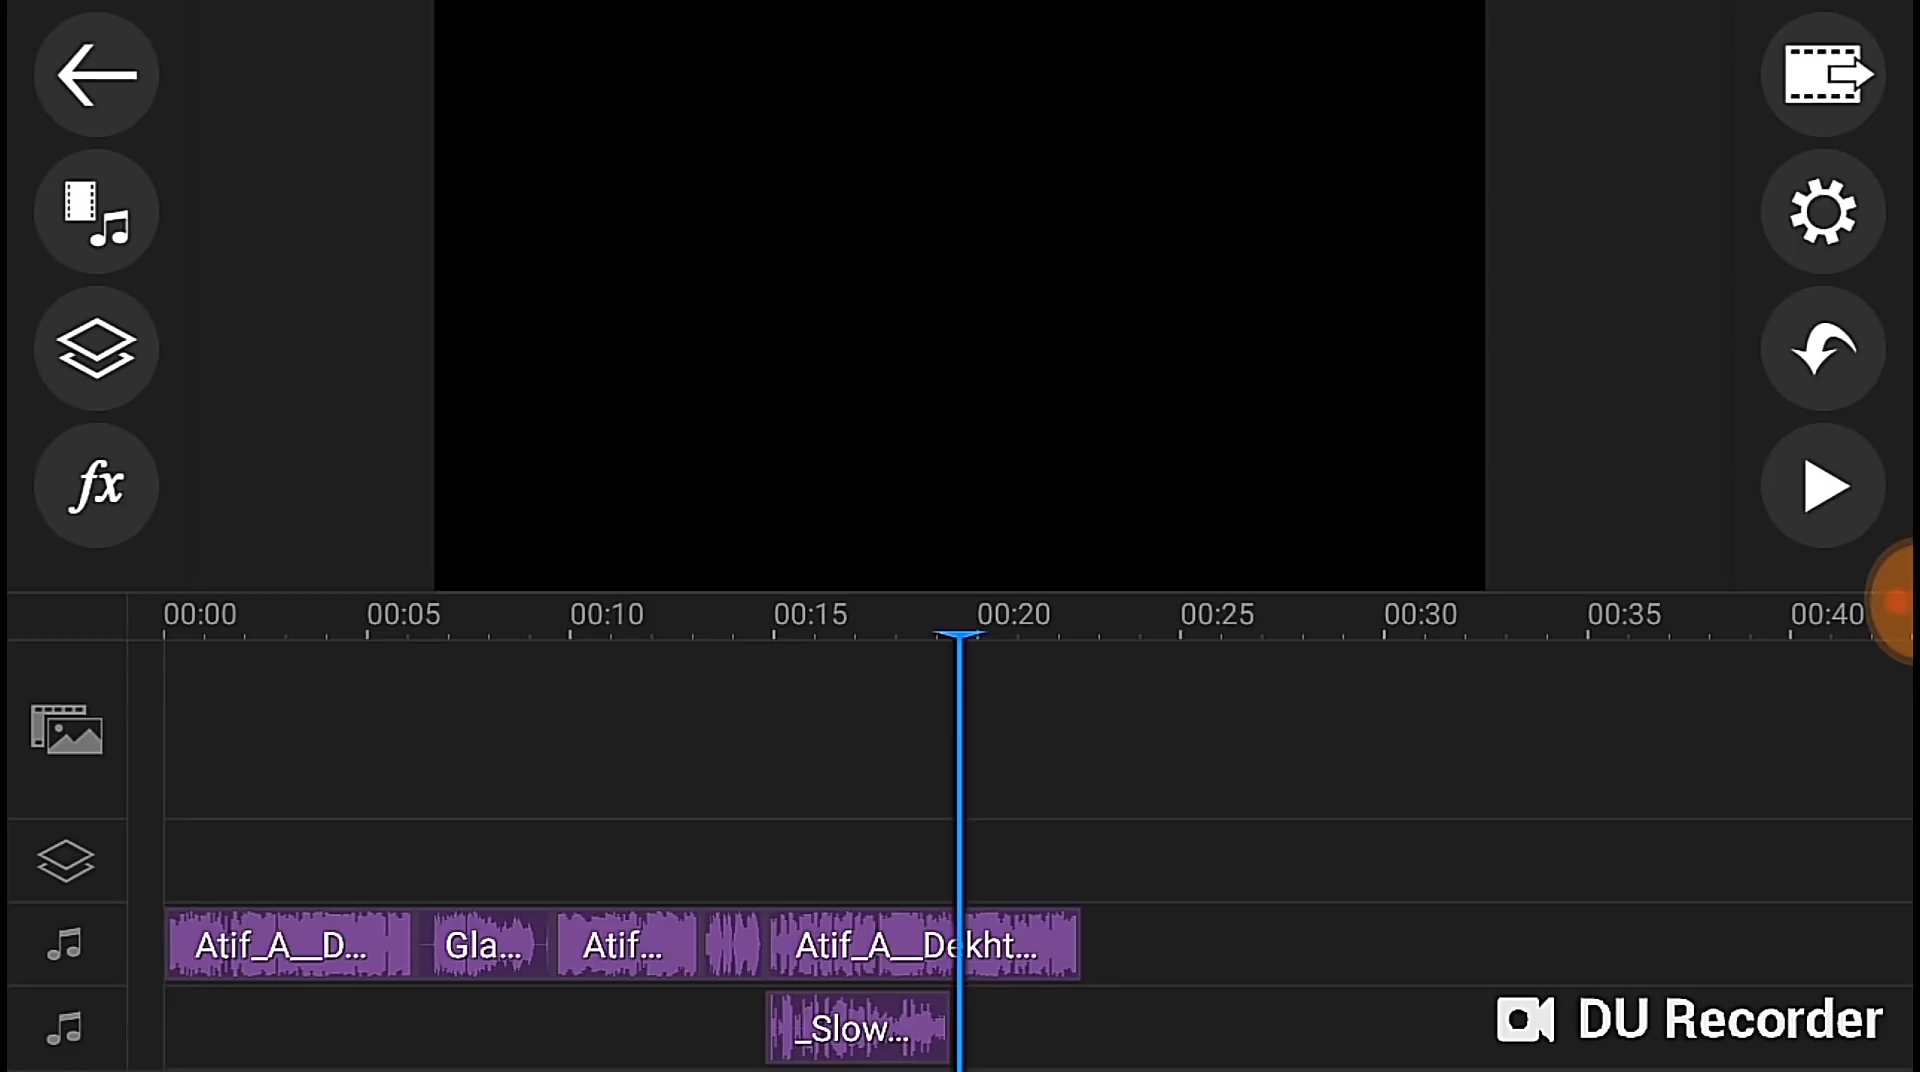 fx
00:00 00:05 00:10 00:15 00:20 00:25 00:30 00:35 00:40
Atif_A__D... Gla... Atif... Atif_A__Dekht...
_Slow...
DU Recorder